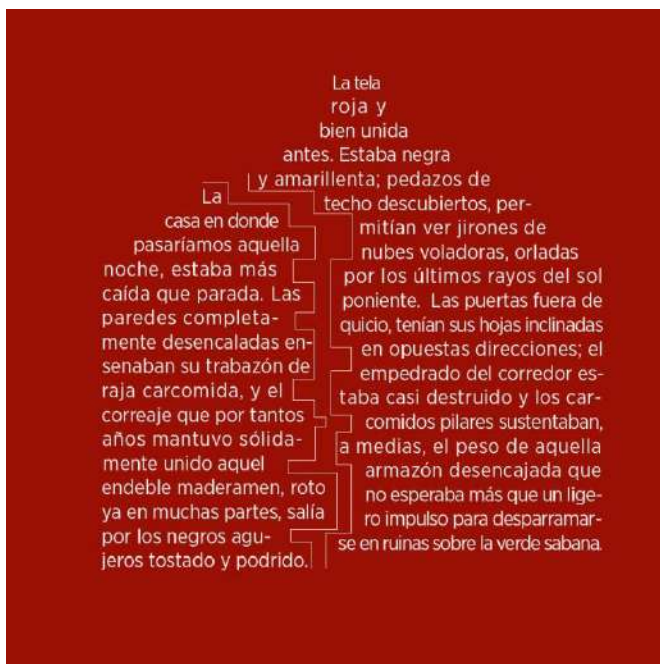 La
casa en donde
pasaríamos aquella
noche, estaba más
caída que parada. Las
paredes completa-
mente desencaladas en-
senaban su trabazón de
raja carcomida, y el
correaje que por tantos
años mantuvo sólida-
mente unido aquel
endeble maderamen, roto
ya en muchas partes, salía
por los negros agu-
jeros tostado y podrido.
La tela
roja y
bien unida
antes. Estaba negra
y amarillenta; pedazos de
techo descubiertos, per-
mitían ver jirones de
nubes voladoras, orladas
por los últimos rayos del sol
poniente. Las puertas fuera de
quicio, tenían sus hojas inclinadas
en opuestas direcciones; el
empedrado del corredor es-
taba casi destruido y los car-
comidos pilares sustentaban,
a medias, el peso de aquella
armazón desencajada que
no esperaba más que un lige-
ro impulso para desparramar-
se en ruinas sobre la verde sabana.